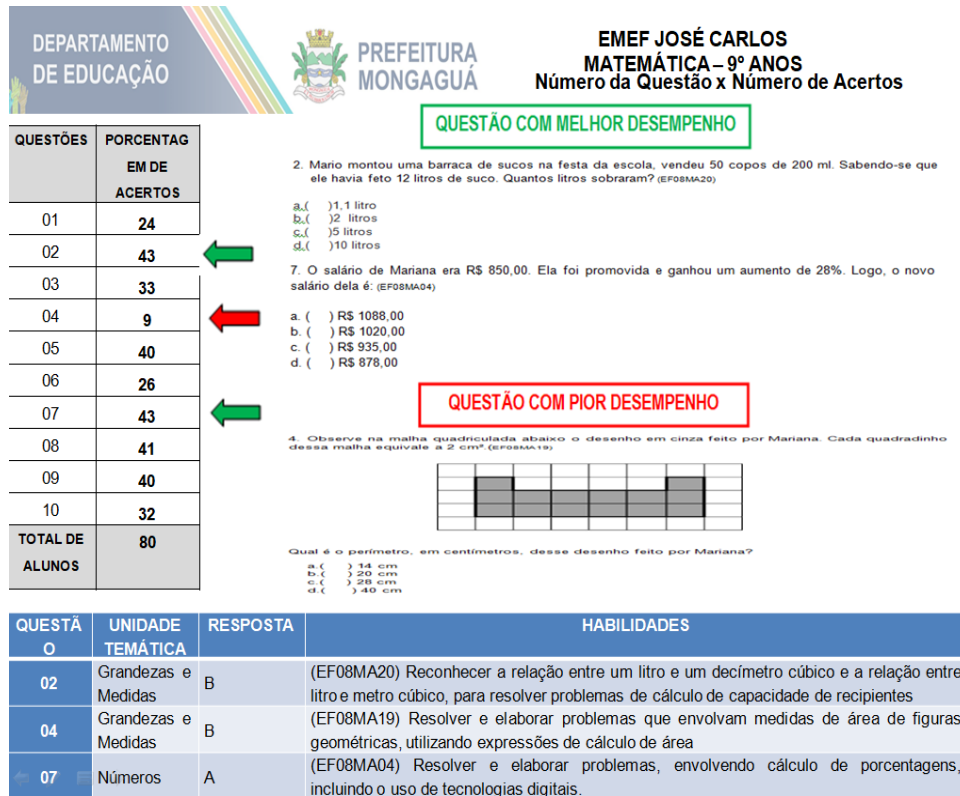 DEPARTAMENTO
DE EDUCAÇÃO
PREFEITURA
MONGAGUÁ
EMEF JOSÉ CARLOS
MATEMÁTICA – 9º ANOS
Número da Questão x Número de Acertos
QUESTÕES PORCENTAG
EM DE
ACERTOS
01 24
02 43
03 33
04 9
05 40
06 26
07 43
08 41
09 40
10 32
TOTAL DE 80
ALUNOS
QUESTÃO COM MELHOR DESEMPENHO
2. Mario montou uma barraca de sucos na festa da escola, vendeu 50 copos de 200 ml. Sabendo-se que
ele havia feto 12 litros de suco. Quantos litros sobraram? (EF08MA20)
a.( )1,1 litro
b.( )2 litros
c.( )5 litros
d.( )10 litros
7. O salário de Mariana era R$ 850,00. Ela foi promovida e ganhou um aumento de 28%. Logo, o novo
salário dela é: (EF08MA04)
a. ( ) R$ 1088,00
b. ( ) R$ 1020,00
c. ( ) R$ 935,00
d. ( ) R$ 878,00
QUESTÃO COM PIOR DESEMPENHO
4. Observe na malha quadriculada abaixo o desenho em cinza feito por Mariana. Cada quadradinho
dessa malha equivale a 2 cm².(EF08MA19)
Qual é o perímetro, em centímetros, desse desenho feito por Mariana?
a.( ) 14 cm
b.( ) 20 cm
c.( ) 28 cm
d.( ) 40 cm
QUESTÃ UNIDADE RESPOSTA HABILIDADES
O TEMÁTICA
02 Grandezas e Medidas B (EF08MA20) Reconhecer a relação entre um litro e um decímetro cúbico e a relação entre
litro e metro cúbico, para resolver problemas de cálculo de capacidade de recipientes
04 Grandezas e Medidas B (EF08MA19) Resolver e elaborar problemas que envolvam medidas de área de figuras
geométricas, utilizando expressões de cálculo de área
07 Números A (EF08MA04) Resolver e elaborar problemas, envolvendo cálculo de porcentagens,
incluindo o uso de tecnologias digitais.